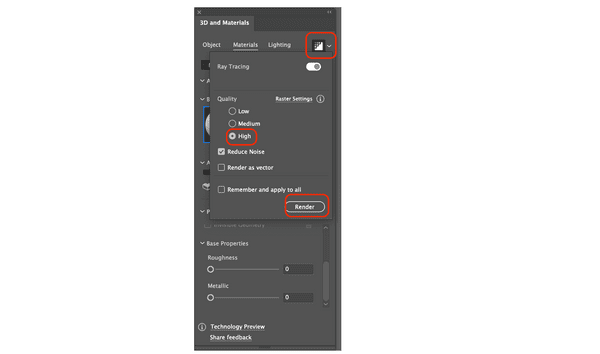 3D and Materials
Object Materials Lighting
Ray Tracing
Quality Raster Settings
Low
Medium
High
Reduce Noise
Render as vector
Remember and apply to all
Render
Base Properties
Roughness
0
Metallic
0
Technology Preview
Share feedback